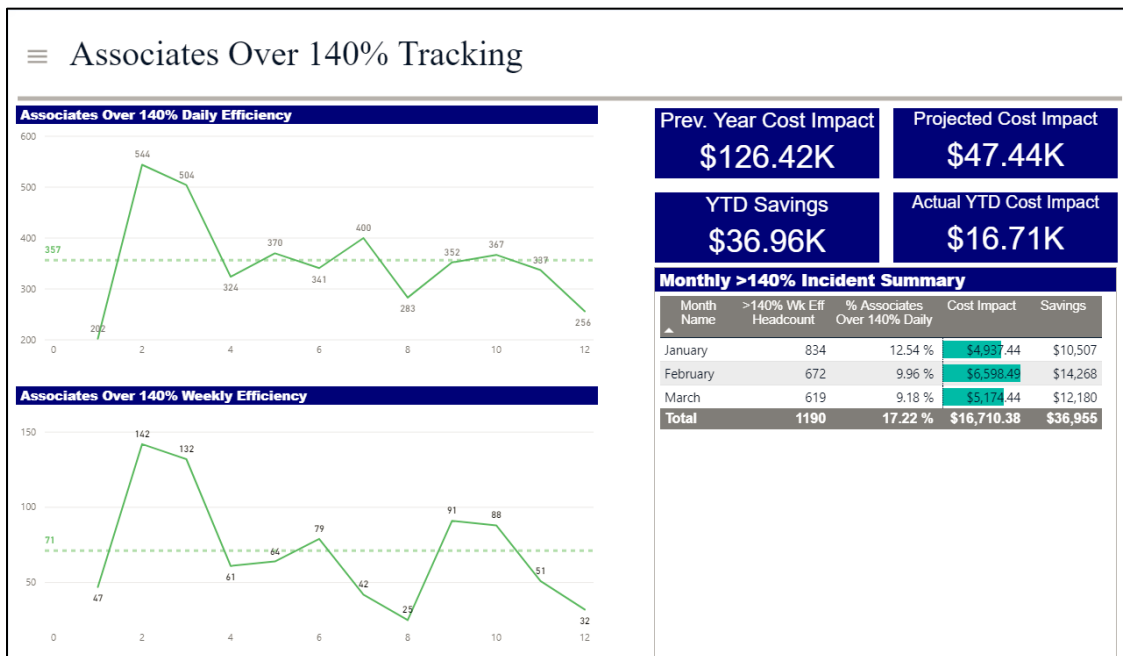 Associates Over 140% Tracking
Associates Over 140% Daily Efficiency
600
500
400
300
200
357
202
544
504
324
370
341
400
283
352
367
337
256
0 2 4 6 8 10 12
Associates Over 140% Weekly Efficiency
150
100
50
71
47
142
132
61
64
79
42
25
91
88
51
32
0 2 4 6 8 10 12
Prev. Year Cost Impact
$126.42K
Projected Cost Impact
$47.44K
YTD Savings
$36.96K
Actual YTD Cost Impact
$16.71K
Monthly >140% Incident Summary
Month Name >140% Wk Eff Headcount % Associates Over 140% Daily Cost Impact Savings
January 834 12.54 % $4,937.44 $10,507
February 672 9.96 % $6,598.49 $14,268
March 619 9.18 % $5,174.44 $12,180
Total 1190 17.22 % $16,710.38 $36,955